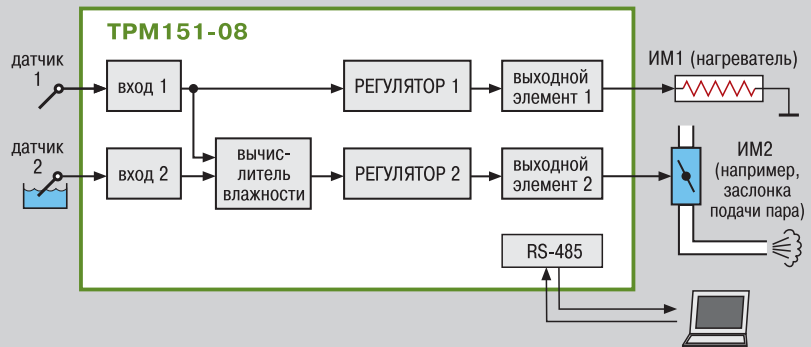 ТРМ151-08
датчик
1
вход 1
РЕГУЛЯТОР 1
выходной
элемент 1
ИМ1 (нагреватель)
датчик
2
вход 2
вычис-
литель
влажности
РЕГУЛЯТОР 2
выходной
элемент 2
ИМ2
(например,
заслонка
подачи пара)
RS-485